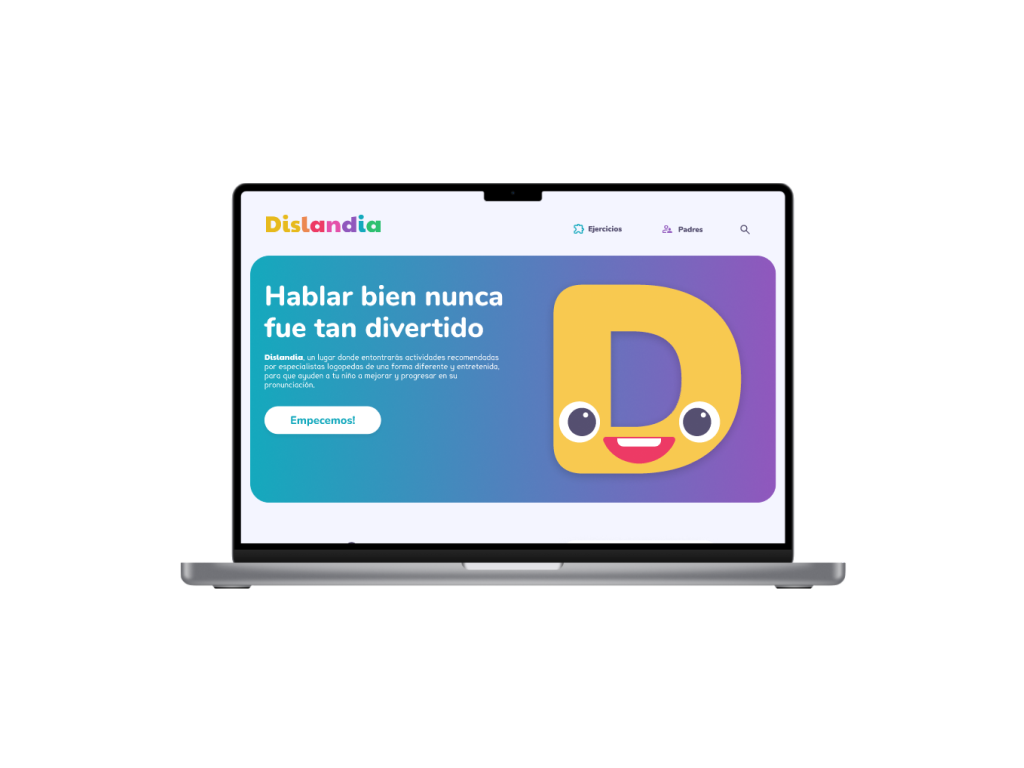 Dislandia
Ejercicios
Padres
Hablar bien nunca
fue tan divertido
Dislandia, un lugar donde entontrarás actividades recomendadas
por especialistas logopedas de una forma diferente y entretenida,
para que ayuden a tu niño a mejorar y progresar en su
pronunciación.
Empecemos!
D